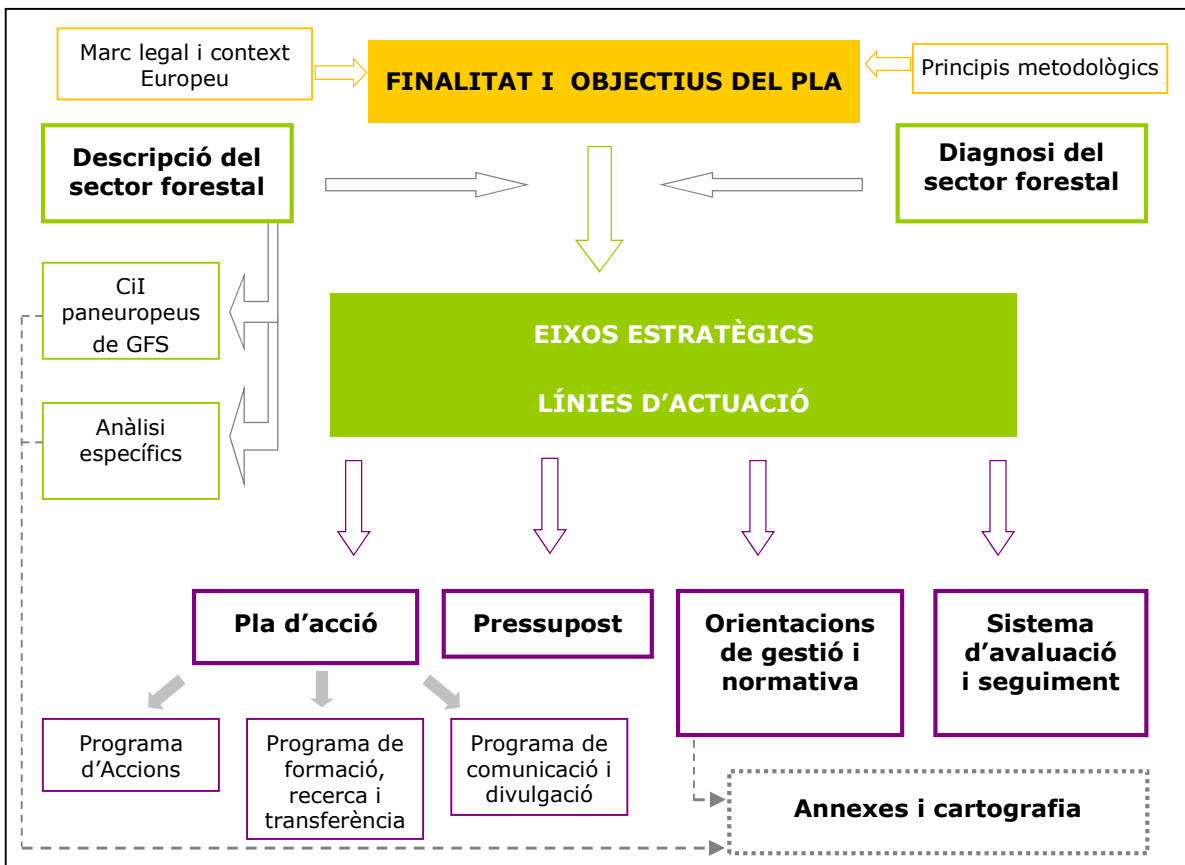 Marc legal i context
Europeu
FINALITAT I OBJECTIUS DEL PLA
Principis metodològics
Descripció del
sector forestal
Diagnosi del
sector forestal
CiI
paneuropeus
de GFS
EIXOS ESTRATÈGICS
LÍNIES D’ACTUACIÓ
Anàlisi
específics
Pla d’acció
Pressupost
Orientacions
de gestió i
normativa
Sistema
d’avaluació
i seguiment
Programa
d’Accions
Programa de
formació,
recerca i
transferència
Programa de
comunicació i
divulgació
Annexes i cartografia